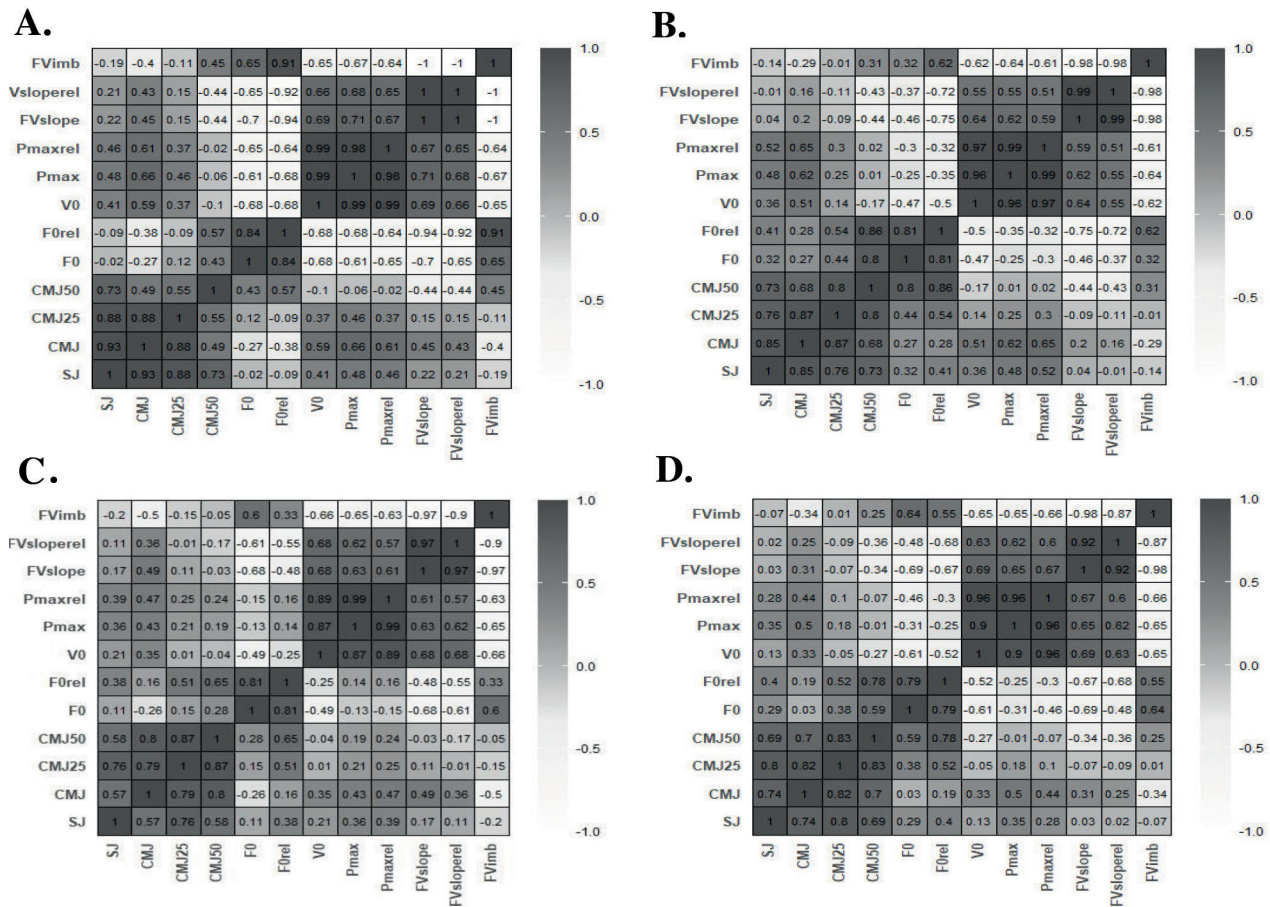 A.
FVimb -0.19 -0.4 -0.11 0.45 0.65 0.91 -0.65 -0.67 -0.64 -1 -1 1
Vsloperel 0.21 0.43 0.15 -0.44 -0.65 -0.92 0.66 0.68 0.65 1 1 -1
FVslope 0.22 0.45 0.15 -0.44 -0.7 -0.94 0.69 0.71 0.67 1 1 -1
Pmaxrel 0.46 0.61 0.37 -0.02 -0.65 -0.64 0.99 0.98 1 0.67 0.65 -0.64
Pmax 0.48 0.66 0.46 -0.06 -0.61 -0.68 0.99 1 0.98 0.71 0.68 -0.67
V0 0.41 0.59 0.37 -0.1 -0.68 -0.68 1 0.99 0.99 0.69 0.66 -0.65
F0rel -0.09 -0.38 -0.09 0.57 0.84 1 -0.68 -0.68 -0.64 -0.94 -0.92 0.91
F0 -0.02 -0.27 0.12 0.43 1 0.84 -0.68 -0.61 -0.65 -0.7 -0.65 0.65
CMJ50 0.73 0.49 0.55 1 0.43 0.57 -0.1 -0.06 -0.02 -0.44 -0.44 0.45
CMJ25 0.88 0.88 1 0.55 0.12 -0.09 0.37 0.46 0.37 0.15 0.15 -0.11
CMJ 0.93 1 0.88 0.49 -0.27 -0.38 0.59 0.66 0.61 0.45 0.43 -0.4
SJ 1 0.93 0.88 0.73 -0.02 -0.09 0.41 0.48 0.46 0.22 0.21 -0.19
SJ CMJ CMJ25 CMJ50 F0 F0rel V0 Pmax Pmaxrel FVslope FVsloperel FVimb
1.0
0.5
0.0
-0.5
-1.0
B.
FVimb -0.14 -0.29 -0.01 0.31 0.32 0.62 -0.62 -0.64 -0.61 -0.98 -0.98 1
FVsloperel -0.01 0.16 -0.11 -0.43 -0.37 -0.72 0.55 0.55 0.51 0.99 1 -0.98
FVslope 0.04 0.2 -0.09 -0.44 -0.46 -0.75 0.64 0.62 0.59 1 0.99 -0.98
Pmaxrel 0.52 0.65 0.3 0.02 -0.3 -0.32 0.97 0.99 1 0.59 0.51 -0.61
Pmax 0.48 0.62 0.25 0.01 -0.25 -0.35 0.96 1 0.99 0.62 0.55 -0.64
V0 0.36 0.51 0.14 -0.17 -0.47 -0.5 1 0.96 0.97 0.64 0.55 -0.62
F0rel 0.41 0.28 0.54 0.86 0.81 1 -0.5 -0.35 -0.32 -0.75 -0.72 0.62
F0 0.32 0.27 0.44 0.8 1 0.81 -0.47 -0.25 -0.3 -0.46 -0.37 0.32
CMJ50 0.73 0.68 0.8 1 0.8 0.86 -0.17 0.01 0.02 -0.44 -0.43 0.31
CMJ25 0.76 0.87 1 0.8 0.44 0.54 0.14 0.25 0.3 -0.09 -0.11 -0.01
CMJ 0.85 1 0.87 0.68 0.27 0.28 0.51 0.62 0.65 0.2 0.16 -0.29
SJ 1 0.85 0.76 0.73 0.32 0.41 0.36 0.48 0.52 0.04 -0.01 -0.14
SJ CMJ CMJ25 CMJ50 F0 F0rel V0 Pmax Pmaxrel FVslope FVsloperel FVimb
1.0
0.5
0.0
-0.5
-1.0
C.
FVimb -0.2 -0.5 -0.15 -0.05 0.6 0.33 -0.66 -0.65 -0.63 -0.97 -0.9 1
FVsloperel 0.11 0.36 -0.01 -0.17 -0.61 -0.55 0.68 0.62 0.57 0.97 1 -0.9
FVslope 0.17 0.49 0.11 -0.03 -0.68 -0.48 0.68 0.63 0.61 1 0.97 -0.97
Pmaxrel 0.39 0.47 0.25 0.24 -0.15 0.16 0.89 0.99 1 0.61 0.57 -0.63
Pmax 0.36 0.43 0.21 0.19 -0.13 0.14 0.87 1 0.99 0.63 0.62 -0.65
V0 0.21 0.35 0.01 -0.04 -0.49 -0.25 1 0.87 0.89 0.68 0.68 -0.66
F0rel 0.38 0.16 0.51 0.65 0.81 1 -0.25 0.14 0.16 -0.48 -0.55 0.33
F0 0.11 -0.26 0.15 0.28 1 0.81 -0.49 -0.13 -0.15 -0.68 -0.61 0.6
CMJ50 0.58 0.8 0.87 1 0.28 0.65 -0.04 0.19 0.24 -0.03 -0.17 -0.05
CMJ25 0.76 0.79 1 0.87 0.15 0.51 0.01 0.21 0.25 0.11 -0.01 -0.15
CMJ 0.57 1 0.79 0.8 -0.26 0.16 0.35 0.43 0.47 0.49 0.36 -0.5
SJ 1 0.57 0.76 0.58 0.11 0.38 0.21 0.36 0.39 0.17 0.11 -0.2
SJ CMJ CMJ25 CMJ50 F0 F0rel V0 Pmax Pmaxrel FVslope FVsloperel FVimb
1.0
0.5
0.0
-0.5
-1.0
D.
FVimb -0.07 -0.34 0.01 0.25 0.64 0.55 -0.65 -0.65 -0.66 -0.98 -0.87 1
FVsloperel 0.02 0.25 -0.09 -0.36 -0.48 -0.68 0.63 0.62 0.6 0.92 1 -0.87
FVslope 0.03 0.31 -0.07 -0.34 -0.69 -0.67 0.69 0.65 0.67 1 0.92 -0.98
Pmaxrel 0.28 0.44 0.1 -0.07 -0.46 -0.3 0.96 0.96 1 0.67 0.6 -0.66
Pmax 0.35 0.5 0.18 -0.01 -0.31 -0.25 0.9 1 0.96 0.65 0.62 -0.65
V0 0.13 0.33 -0.05 -0.27 -0.61 -0.52 1 0.9 0.96 0.69 0.63 -0.65
F0rel 0.4 0.19 0.52 0.78 0.79 1 -0.52 -0.25 -0.3 -0.67 -0.68 0.55
F0 0.29 0.03 0.38 0.59 1 0.79 -0.61 -0.31 -0.46 -0.69 -0.48 0.64
CMJ50 0.69 0.7 0.83 1 0.59 0.78 -0.27 -0.01 -0.07 -0.34 -0.36 0.25
CMJ25 0.8 0.82 1 0.83 0.38 0.52 -0.05 0.18 0.1 -0.07 -0.09 0.01
CMJ 0.74 1 0.82 0.7 0.03 0.19 0.33 0.5 0.44 0.31 0.25 -0.34
SJ 1 0.74 0.8 0.69 0.29 0.4 0.13 0.35 0.28 0.03 0.02 -0.07
SJ CMJ CMJ25 CMJ50 F0 F0rel V0 Pmax Pmaxrel FVslope FVsloperel FVimb
1.0
0.5
0.0
-0.5
-1.0